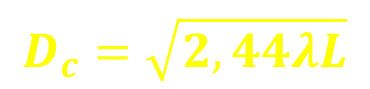 D_c = √(2,44λL)